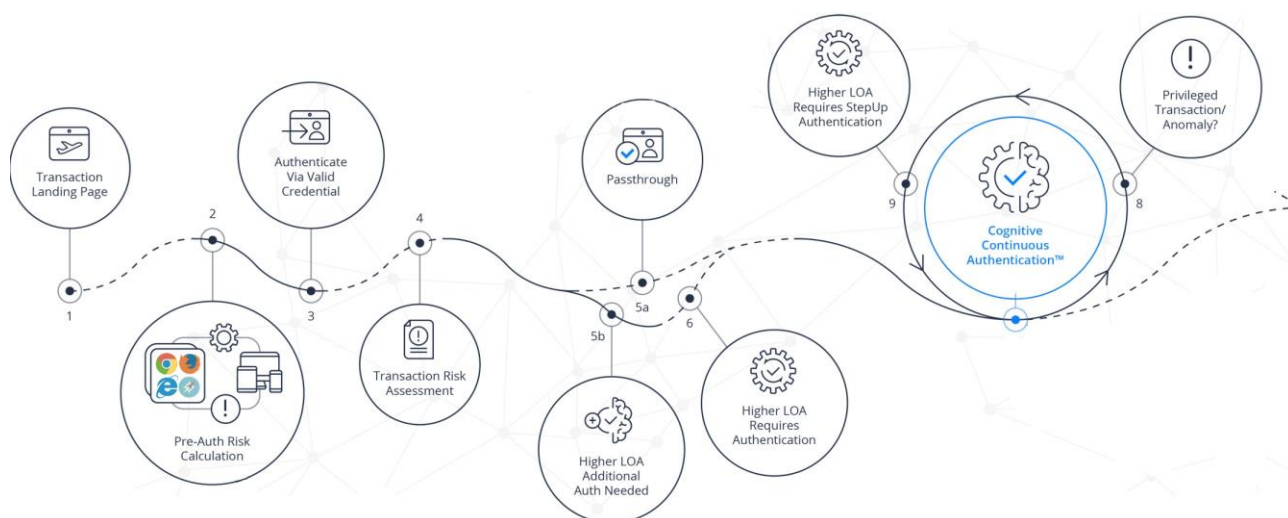 1
Transaction
Landing Page
2
Pre-Auth Risk
Calculation
3
Authenticate
Via Valid
Credential
4
Transaction Risk
Assessment
5a
Passthrough
5b
Higher LOA
Additional
Auth Needed
6
Higher LOA
Requires
Authentication
Cognitive
Continuous
Authentication™
8
Privileged
Transaction/
Anomaly?
9
Higher LOA
Requires StepUp
Authentication